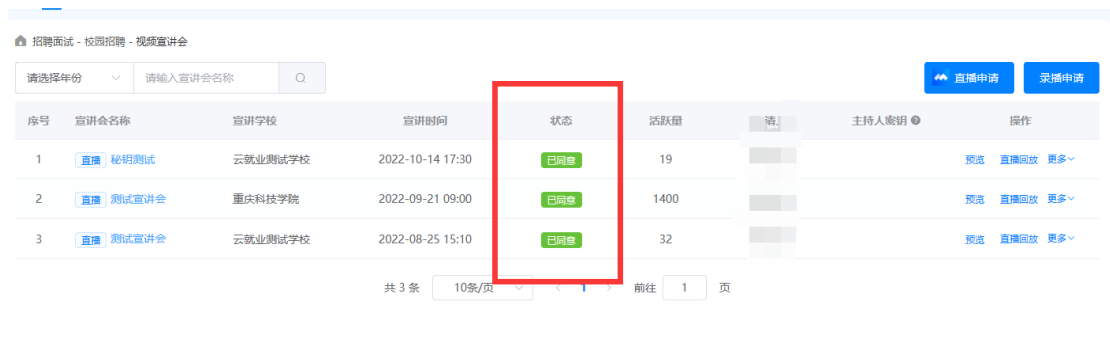 招聘面试 - 校园招聘 - 视频宣讲会
请选择年份 请输入宣讲会名称 直播申请 录播申请
序号 宣讲会名称 宣讲学校 宣讲时间 状态 活跃量 请 主持人密钥 操作
1 直播 秘钥测试 云就业测试学校 2022-10-14 17:30 已同意 19 预览 直播回放 更多
2 直播 测试宣讲会 重庆科技学院 2022-09-21 09:00 已同意 1400 预览 直播回放 更多
3 直播 测试宣讲会 云就业测试学校 2022-08-25 15:10 已同意 32 预览 直播回放 更多
共 3 条 10条/页 1 前往 1 页